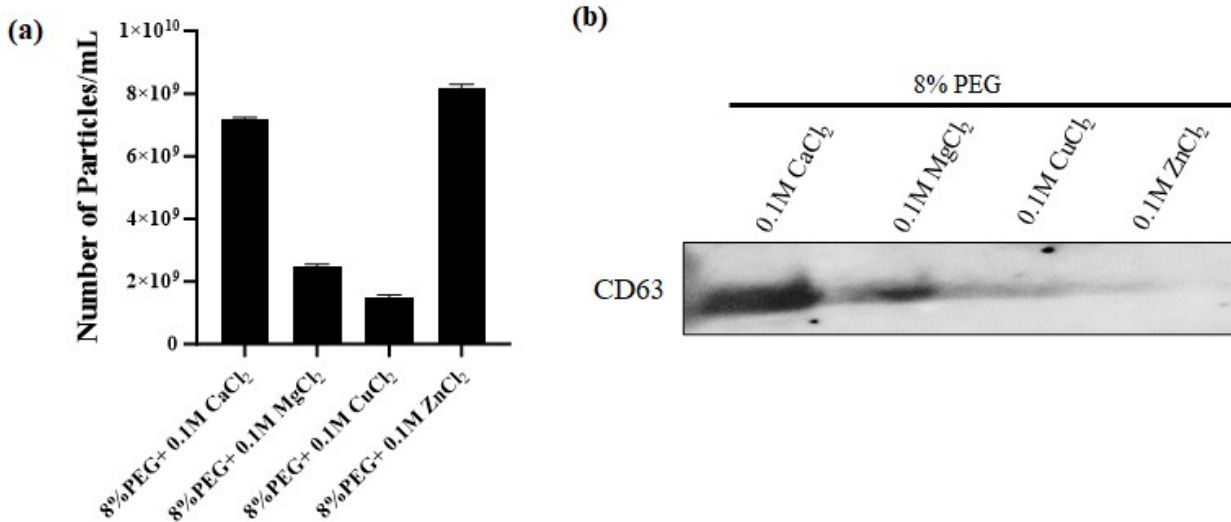 (a)
Number of Particles/mL
1×10¹⁰
8×10⁹
6×10⁹
4×10⁹
2×10⁹
0
8%PEG+ 0.1M CaCl₂
8%PEG+ 0.1M MgCl₂
8%PEG+ 0.1M CuCl₂
8%PEG+ 0.1M ZnCl₂
(b)
8% PEG
0.1M CaCl₂
0.1M MgCl₂
0.1M CuCl₂
0.1M ZnCl₂
CD63